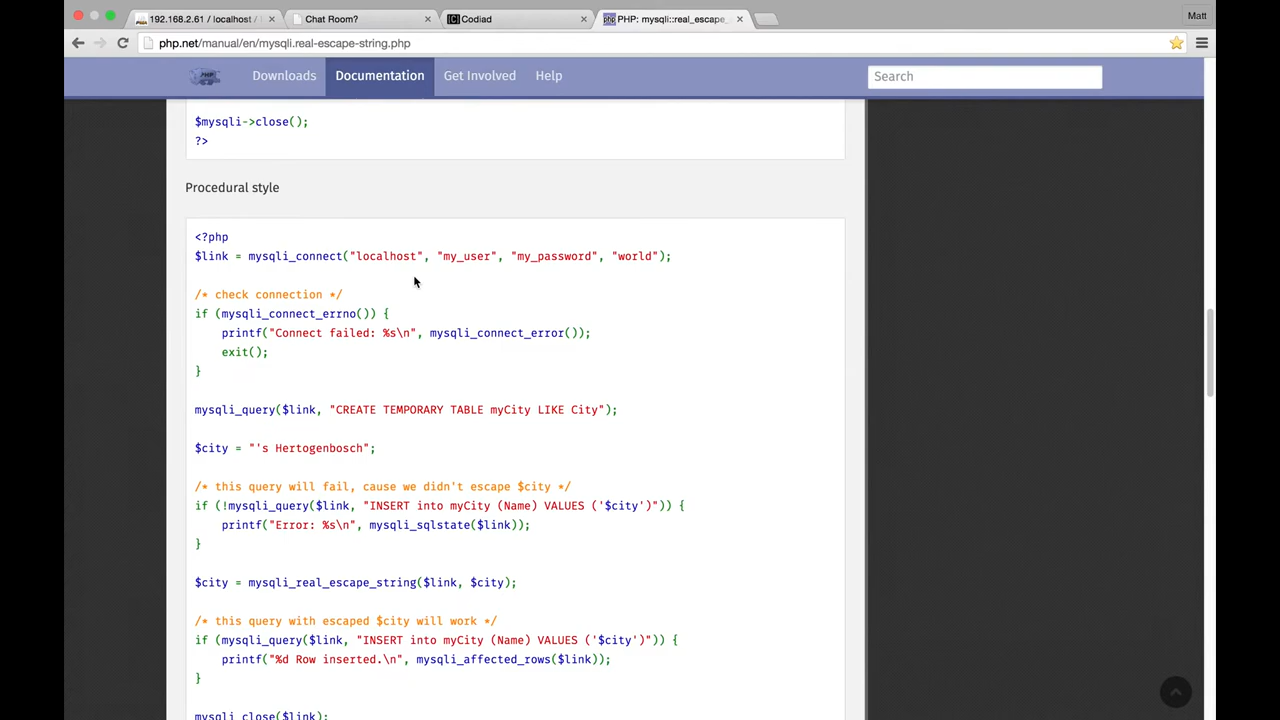 192.168.2.61 / localhost /
Chat Room?
[C] Codiad
php PHP: mysqli::real_escape_
Matt
php.net/manual/en/mysqli.real-escape-string.php
Downloads
Documentation
Get Involved
Help
Search
$mysqli->close();
?>
Procedural style
<?php
$link = mysqli_connect("localhost", "my_user", "my_password", "world");
/* check connection */
if (mysqli_connect_errno()) {
printf("Connect failed: %s\n", mysqli_connect_error());
exit();
}
mysqli_query($link, "CREATE TEMPORARY TABLE myCity LIKE City");
$city = "'s Hertogenbosch";
/* this query will fail, cause we didn't escape $city */
if (!mysqli_query($link, "INSERT into myCity (Name) VALUES ('$city')")) {
printf("Error: %s\n", mysqli_sqlstate($link));
}
$city = mysqli_real_escape_string($link, $city);
/* this query with escaped $city will work */
if (mysqli_query($link, "INSERT into myCity (Name) VALUES ('$city')")) {
printf("%d Row inserted.\n", mysqli_affected_rows($link));
}
mysqli_close($link);